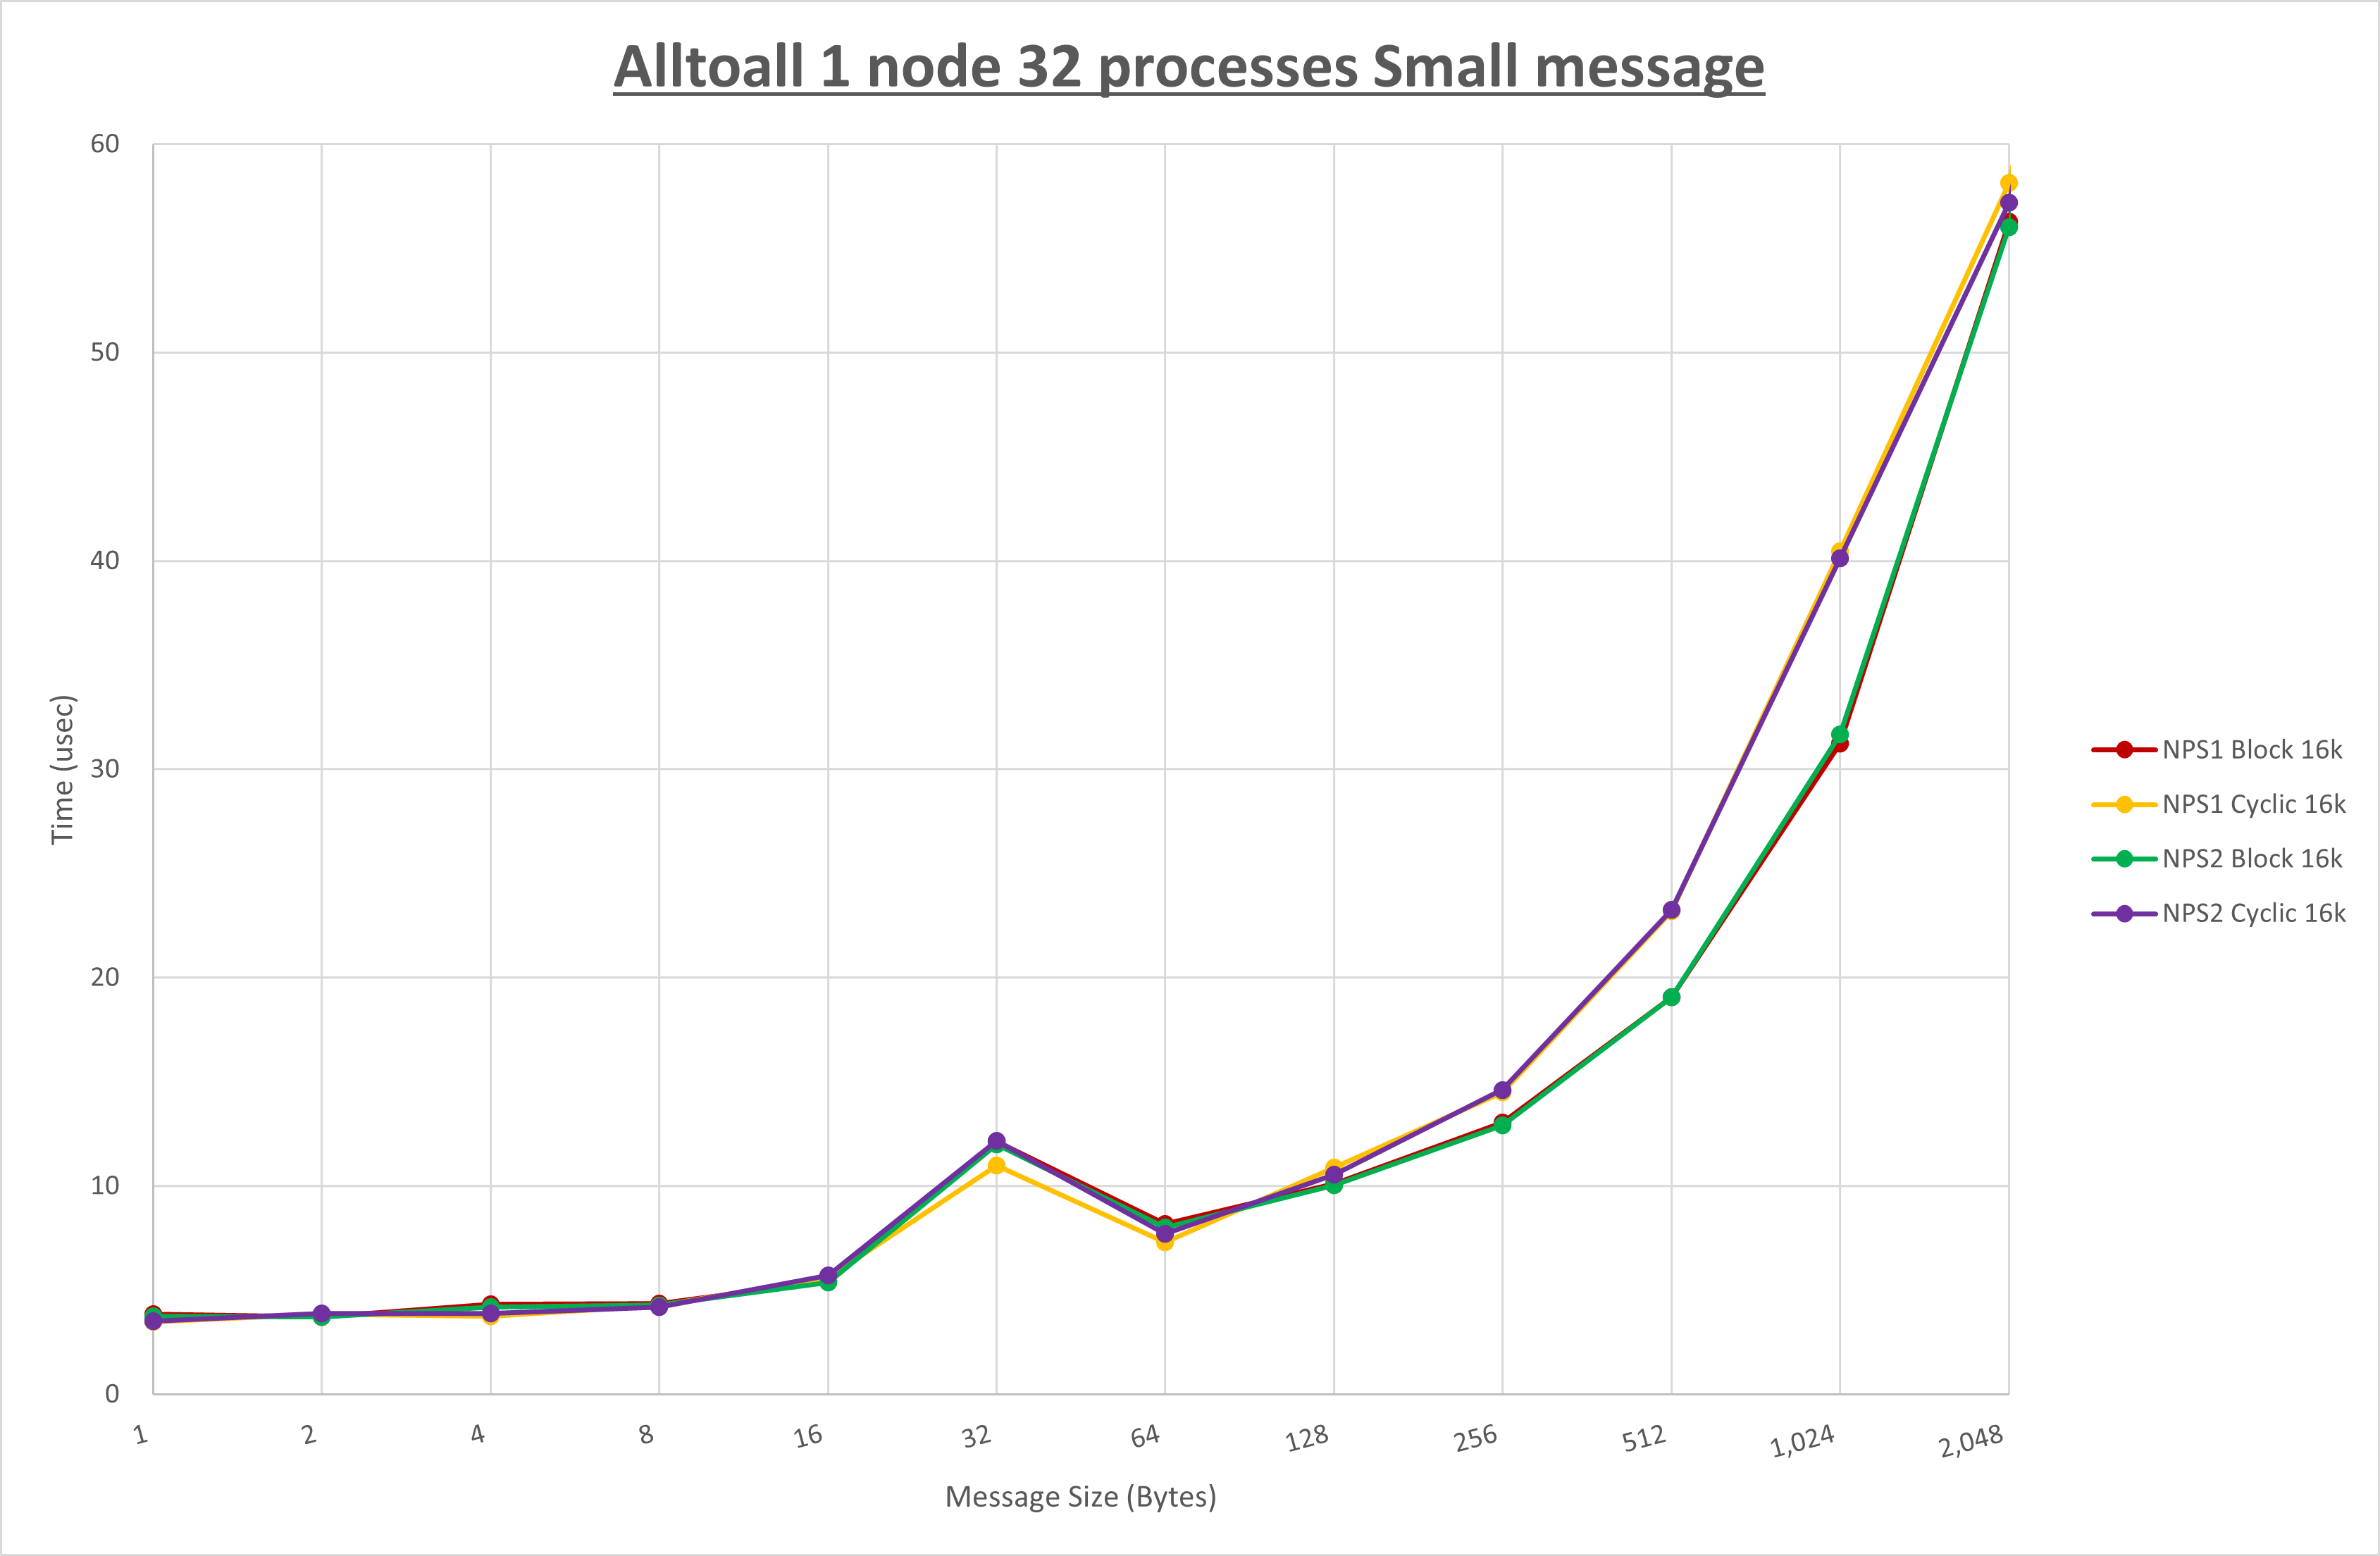 Alltoall 1 node 32 processes Small message
60
50
40
30
20
10
0
Time (usec)
1
2
4
8
16
32
64
128
256
512
1,024
2,048
Message Size (Bytes)
NPS1 Block 16k
NPS1 Cyclic 16k
NPS2 Block 16k
NPS2 Cyclic 16k